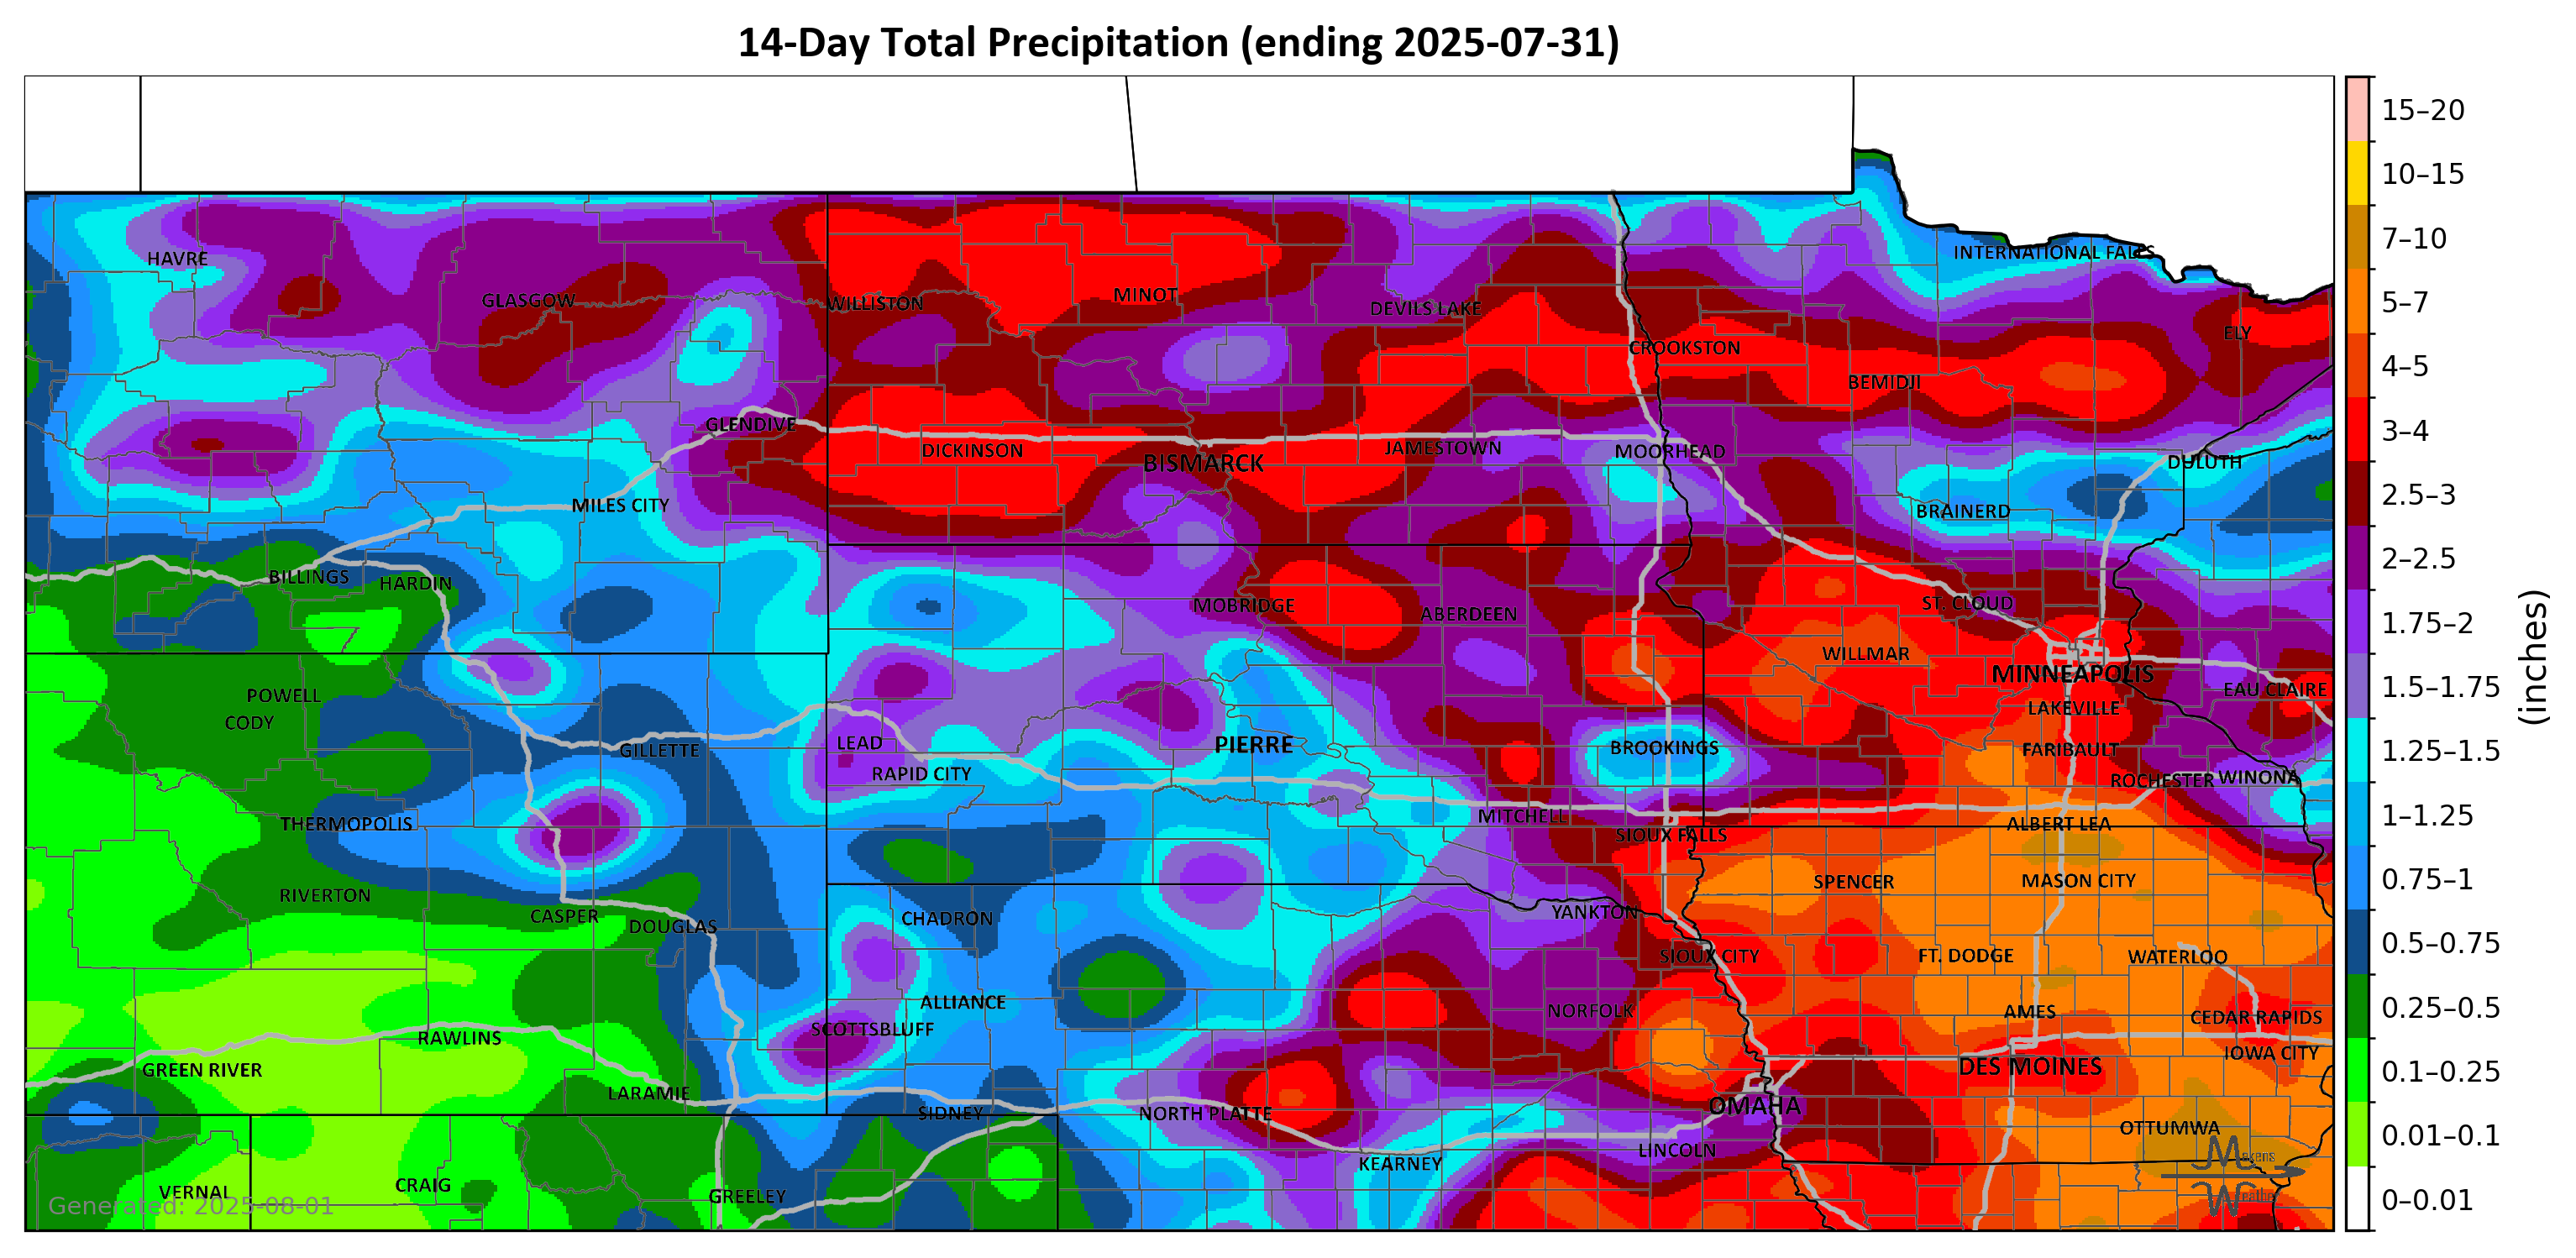 14-Day Total Precipitation (ending 2025-07-31)
15–20
10–15
7–10
5–7
4–5
3–4
2.5–3
2–2.5
1.75–2
1.5–1.75
1.25–1.5
1–1.25
0.75–1
0.5–0.75
0.25–0.5
0.1–0.25
0.01–0.1
0–0.01
(inches)
INTERNATIONAL FALLS
HAVRE
GLASGOW
WILLISTON
MINOT
DEVILS LAKE
ELY
CROOKSTON
BEMIDJI
GLENDIVE
DICKINSON
BISMARCK
JAMESTOWN
MOORHEAD
DULUTH
MILES CITY
BRAINERD
BILLINGS
HARDIN
MOBRIDGE
ABERDEEN
ST. CLOUD
WILLMAR
MINNEAPOLIS
POWELL
CODY
EAU CLAIRE
LAKEVILLE
GILLETTE
LEAD
PIERRE
BROOKINGS
FARIBAULT
RAPID CITY
ROCHESTER
WINONA
THERMOPOLIS
MITCHELL
SIOUX FALLS
ALBERT LEA
RIVERTON
SPENCER
MASON CITY
CASPER
DOUGLAS
CHADRON
YANKTON
SIOUX CITY
FT. DODGE
WATERLOO
ALLIANCE
NORFOLK
AMES
CEDAR RAPIDS
SCOTTSBLUFF
RAWLINS
IOWA CITY
GREEN RIVER
DES MOINES
LARAMIE
SIDNEY
NORTH PLATTE
OMAHA
OTTUMWA
LINCOLN
KEARNEY
VERNAL
CRAIG
GREELEY
Generated: 2025-08-01
Makens
Weather